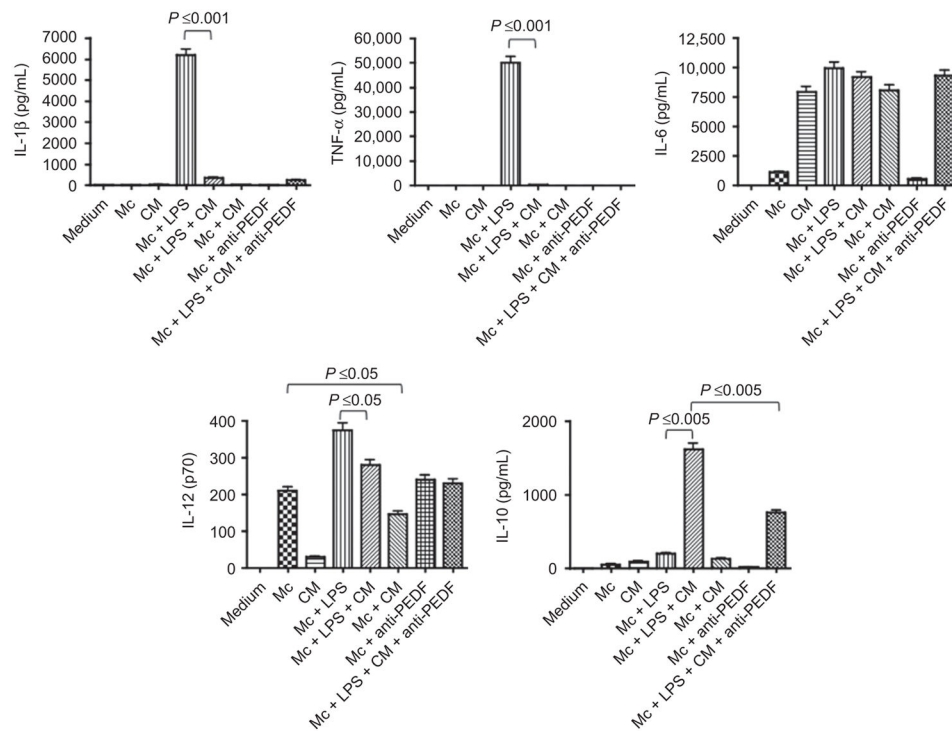 P ≤0.001
7000
6000
5000
4000
3000
2000
1000
0
IL-1β (pg/mL)
Medium
Mc
CM
Mc + LPS
Mc + LPS + CM
Mc + CM
Mc + anti-PEDF
Mc + LPS + CM + anti-PEDF
P ≤0.001
60,000
50,000
40,000
30,000
20,000
10,000
0
TNF-α (pg/mL)
Medium
Mc
CM
Mc + LPS
Mc + LPS + CM
Mc + CM
Mc + anti-PEDF
Mc + LPS + CM + anti-PEDF
12,500
10,000
7500
5000
2500
0
IL-6 (pg/mL)
Medium
Mc
CM
Mc + LPS
Mc + LPS + CM
Mc + CM
Mc + anti-PEDF
Mc + LPS + CM + anti-PEDF
P ≤0.05
P ≤0.05
400
300
200
100
0
IL-12 (p70)
Medium
Mc
CM
Mc + LPS
Mc + LPS + CM
Mc + CM
Mc + anti-PEDF
Mc + LPS + CM + anti-PEDF
P ≤0.005
P ≤0.005
2000
1000
0
IL-10 (pg/mL)
Medium
Mc
CM
Mc + LPS
Mc + LPS + CM
Mc + CM
Mc + anti-PEDF
Mc + LPS + CM + anti-PEDF